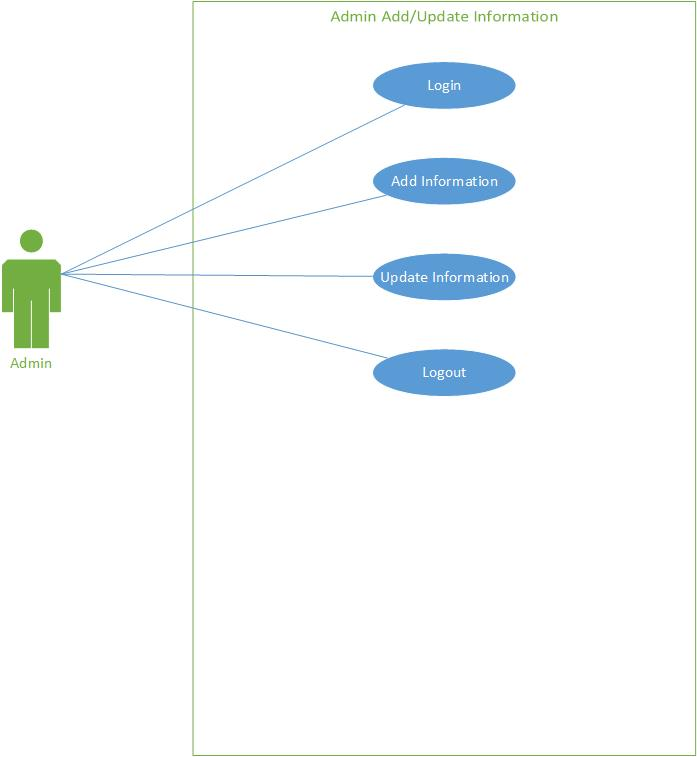 Admin Add/Update Information
Login
Add Information
Update Information
Logout
Admin